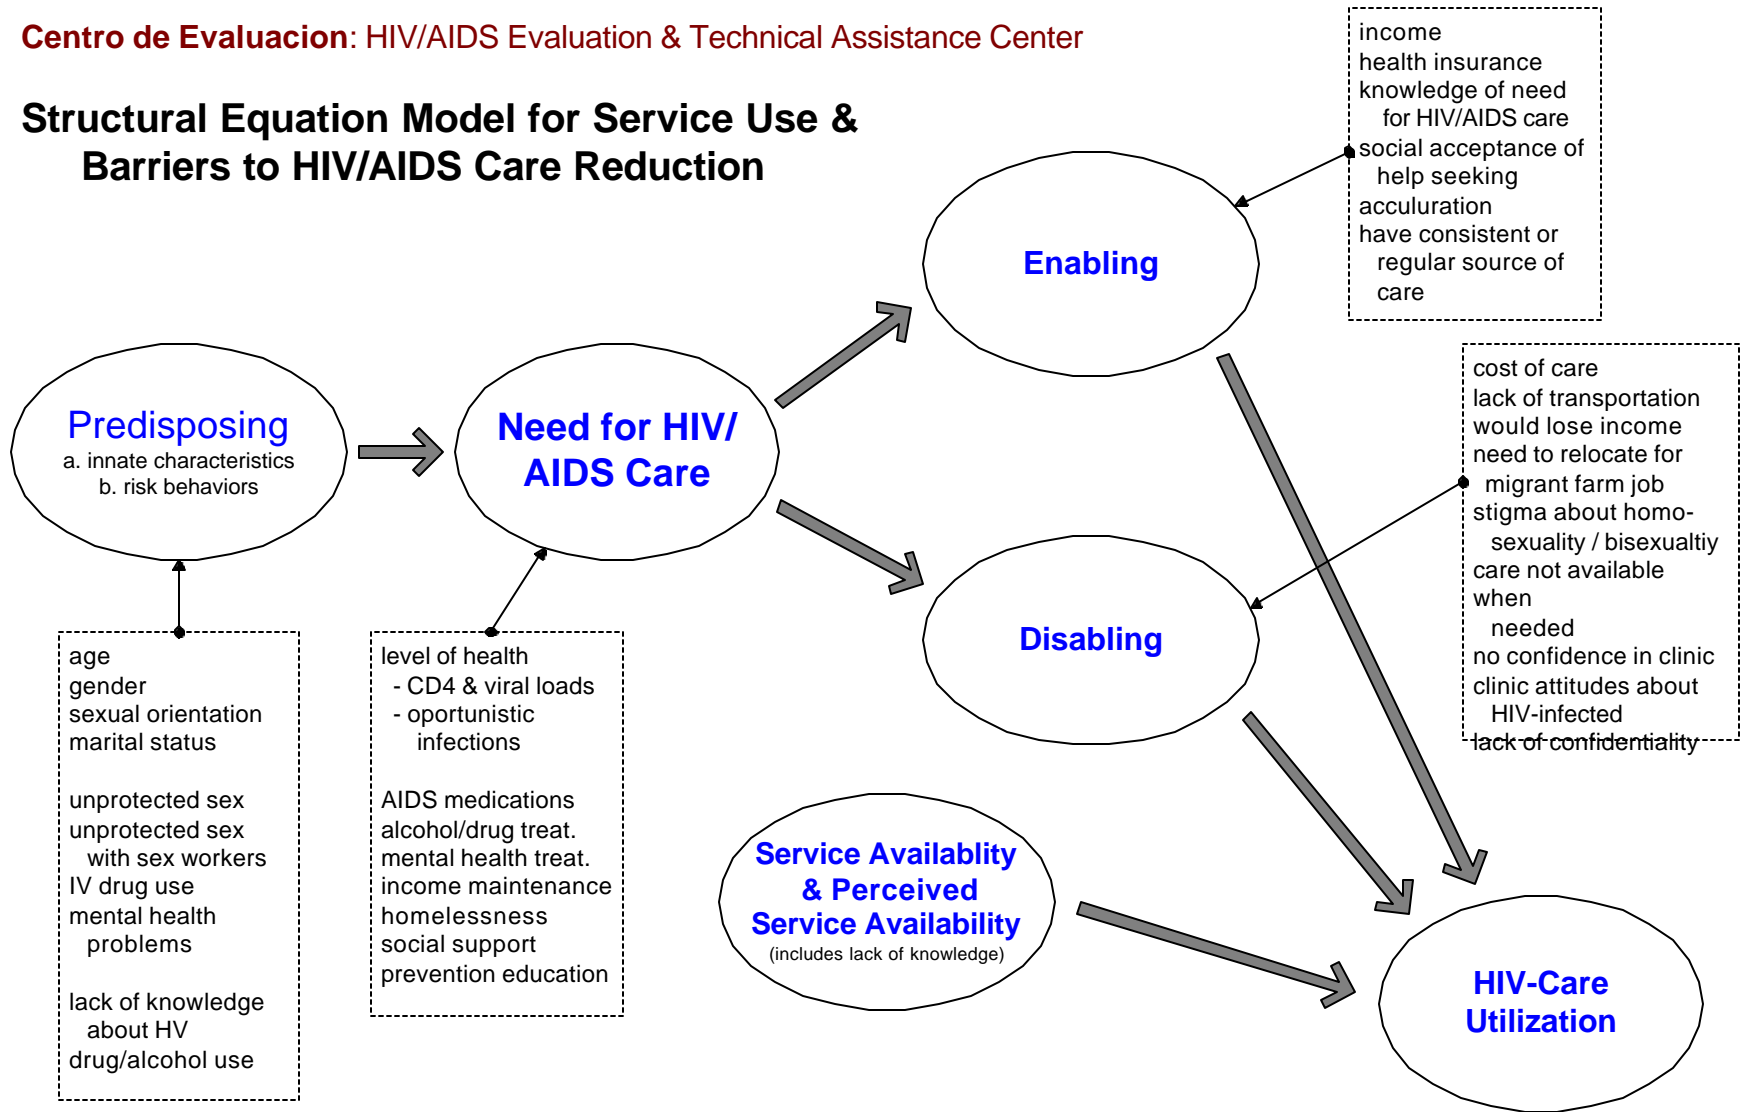 Centro de Evaluacion: HIV/AIDS Evaluation & Technical Assistance Center
Structural Equation Model for Service Use &
Barriers to HIV/AIDS Care Reduction
income
health insurance
knowledge of need
for HIV/AIDS care
social acceptance of
help seeking
acculuration
have consistent or
regular source of
care
Enabling
cost of care
lack of transportation
would lose income
need to relocate for
migrant farm job
stigma about homo-
sexuality / bisexualtiy
care not available
when
needed
no confidence in clinic
clinic attitudes about
HIV-infected
lack of confidentiality
Predisposing
a. innate characteristics
b. risk behaviors
Need for HIV/
AIDS Care
Disabling
age
gender
sexual orientation
marital status
unprotected sex
unprotected sex
with sex workers
IV drug use
mental health
problems
lack of knowledge
about HV
drug/alcohol use
level of health
- CD4 & viral loads
- oportunistic
infections
AIDS medications
alcohol/drug treat.
mental health treat.
income maintenance
homelessness
social support
prevention education
Service Availablity
& Perceived
Service Availability
(includes lack of knowledge)
HIV-Care
Utilization